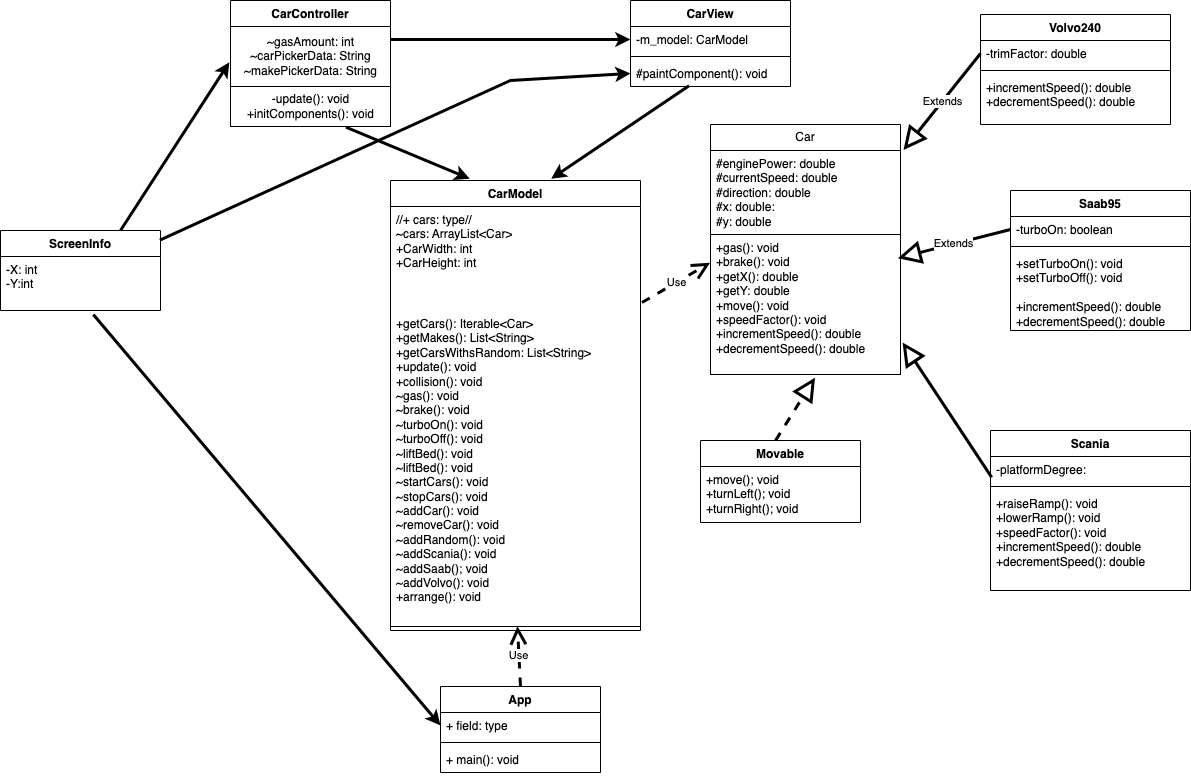 CarController
~gasAmount: int
~carPickerData: String
~makePickerData: String
-update(): void
+initComponents(): void
CarView
-m_model: CarModel
#paintComponent(): void
Volvo240
-trimFactor: double
+incrementSpeed(): double
+decrementSpeed(): double
Extends
Car
#enginePower: double
#currentSpeed: double
#direction: double
#x: double:
#y: double
+gas(): void
+brake(): void
+getX(): double
+getY: double
+move(): void
+speedFactor(): void
+incrementSpeed(): double
+decrementSpeed(): double
Saab95
-turboOn: boolean
+setTurboOn(): void
+setTurboOff(): void
+incrementSpeed(): double
+decrementSpeed(): double
Extends
ScreenInfo
-X: int
-Y:int
CarModel
//+ cars: type//
~cars: ArrayList<Car>
+CarWidth: int
+CarHeight: int
+getCars(): Iterable<Car>
+getMakes(): List<String>
+getCarsWithsRandom: List<String>
+update(): void
+collision(): void
~gas(): void
~brake(): void
~turboOn(): void
~turboOff(): void
~liftBed(): void
~liftBed(): void
~startCars(): void
~stopCars(): void
~addCar(): void
~removeCar(): void
~addRandom(): void
~addScania(): void
~addSaab(); void
~addVolvo(): void
+arrange(): void
Use
Movable
+move(); void
+turnLeft(); void
+turnRight(); void
Scania
-platformDegree:
+raiseRamp(): void
+lowerRamp(): void
+speedFactor(): void
+incrementSpeed(): double
+decrementSpeed(): double
Use
App
+ field: type
+ main(): void